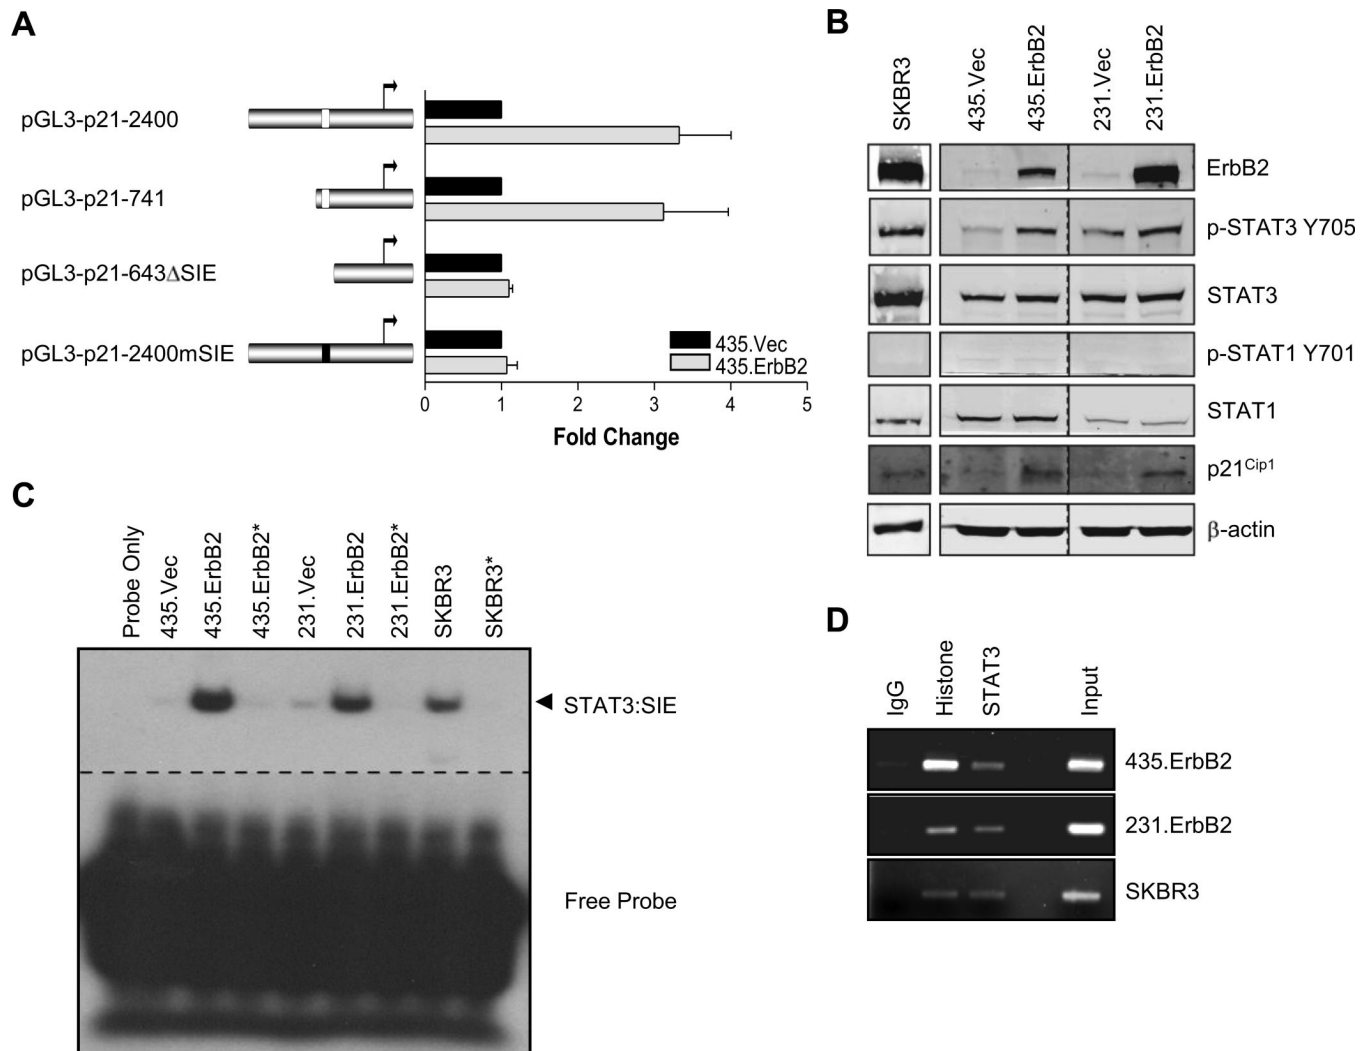 A
pGL3-p21-2400
pGL3-p21-741
pGL3-p21-643ΔSIE
pGL3-p21-2400mSIE
435.Vec
435.ErbB2
0 1 2 3 4 5
Fold Change
B
SKBR3
435.Vec
435.ErbB2
231.Vec
231.ErbB2
ErbB2
p-STAT3 Y705
STAT3
p-STAT1 Y701
STAT1
p21Cip1
β-actin
C
Probe Only
435.Vec
435.ErbB2
435.ErbB2*
231.Vec
231.ErbB2
231.ErbB2*
SKBR3
SKBR3*
STAT3:SIE
Free Probe
D
IgG
Histone
STAT3
Input
435.ErbB2
231.ErbB2
SKBR3